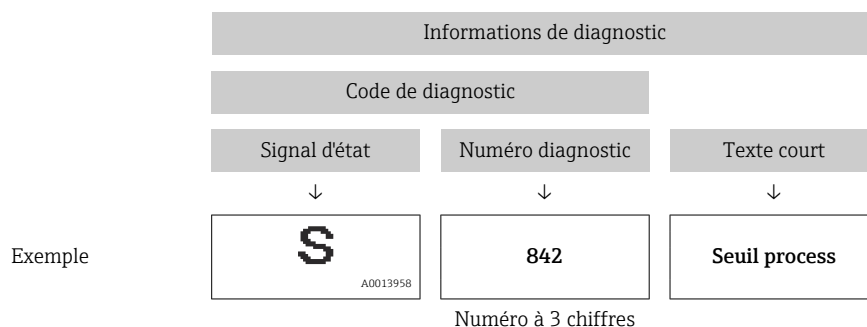 Informations de diagnostic
Code de diagnostic
Signal d'état Numéro diagnostic Texte court
↓ ↓ ↓
Exemple S 842 Seuil process
A0013958
Numéro à 3 chiffres